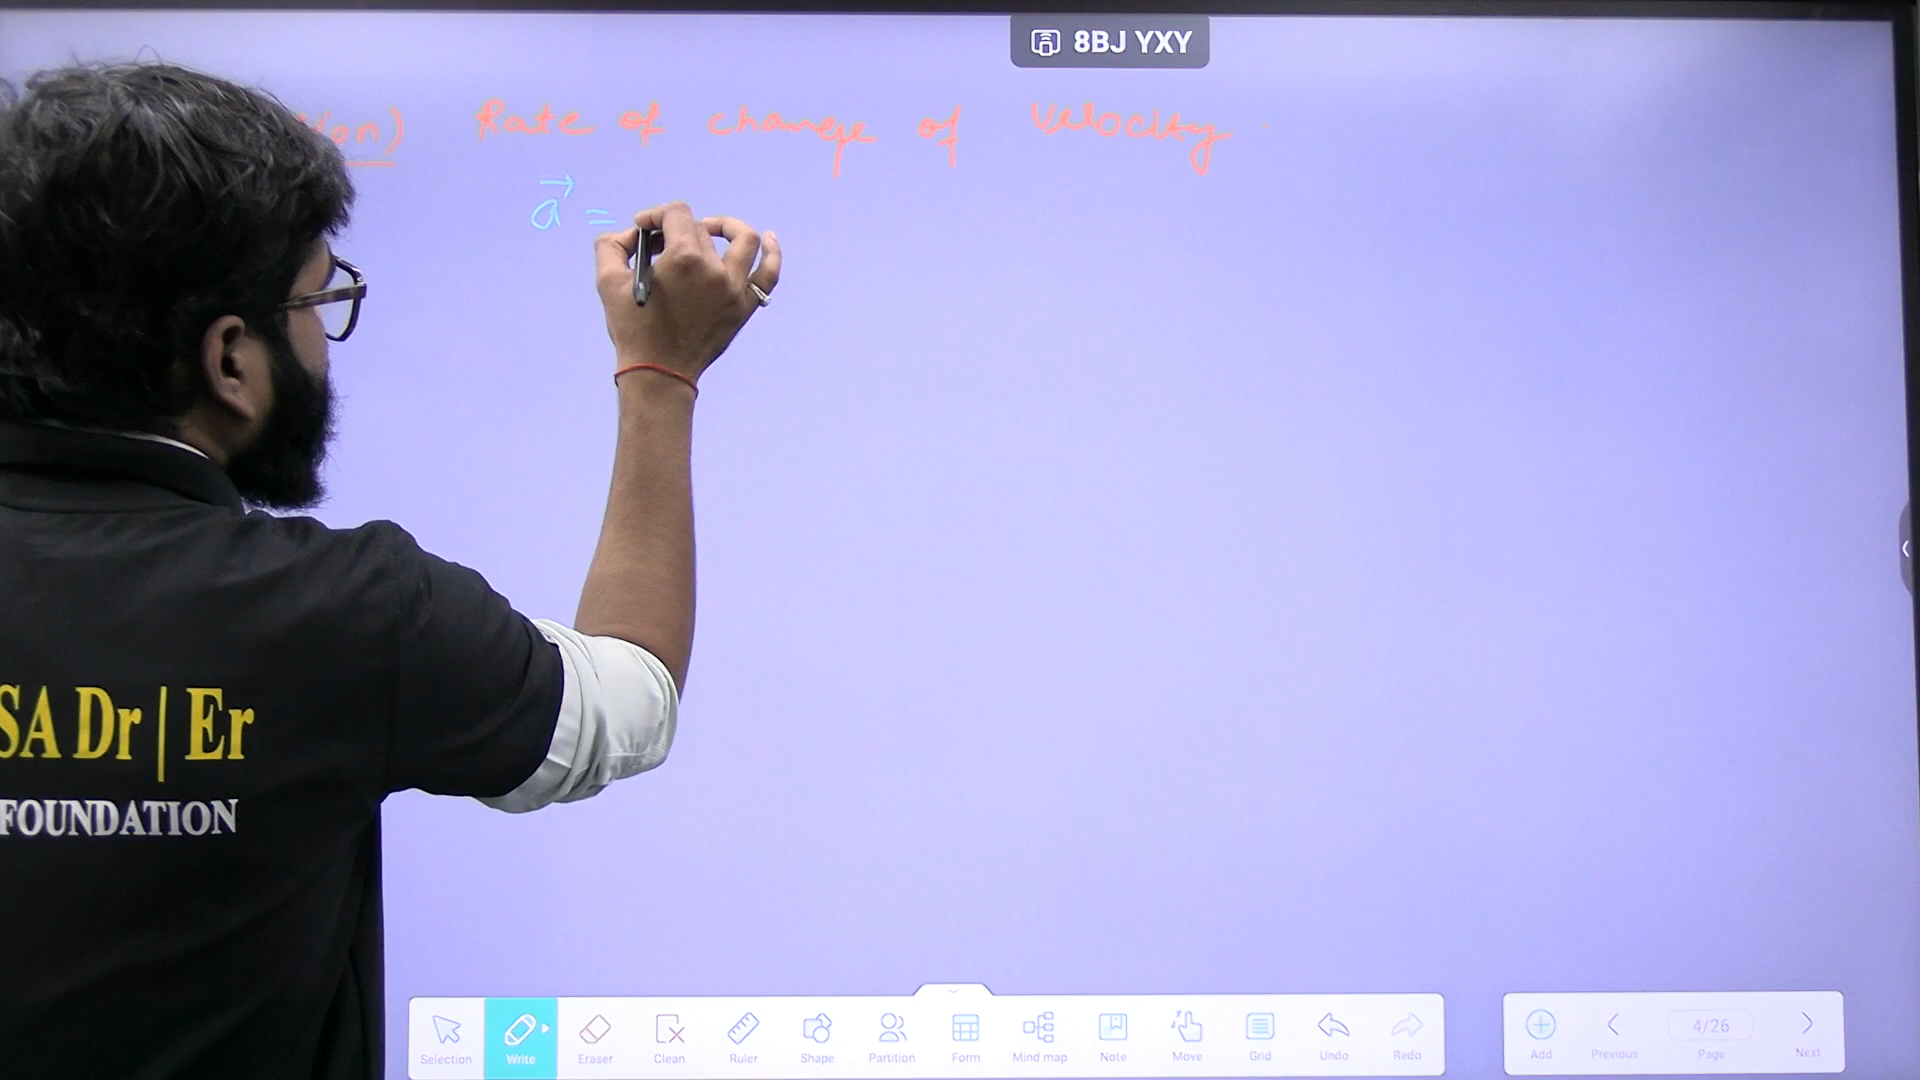 8BJ YXY
Rate of change of Velocity
a⃗ =
SA Dr | Er
FOUNDATION
Selection
Write
Eraser
Clean
Ruler
Shape
Partition
Form
Mind map
Note
Move
Grid
Undo
Redo
Add
Previous
4/26
Page
Next